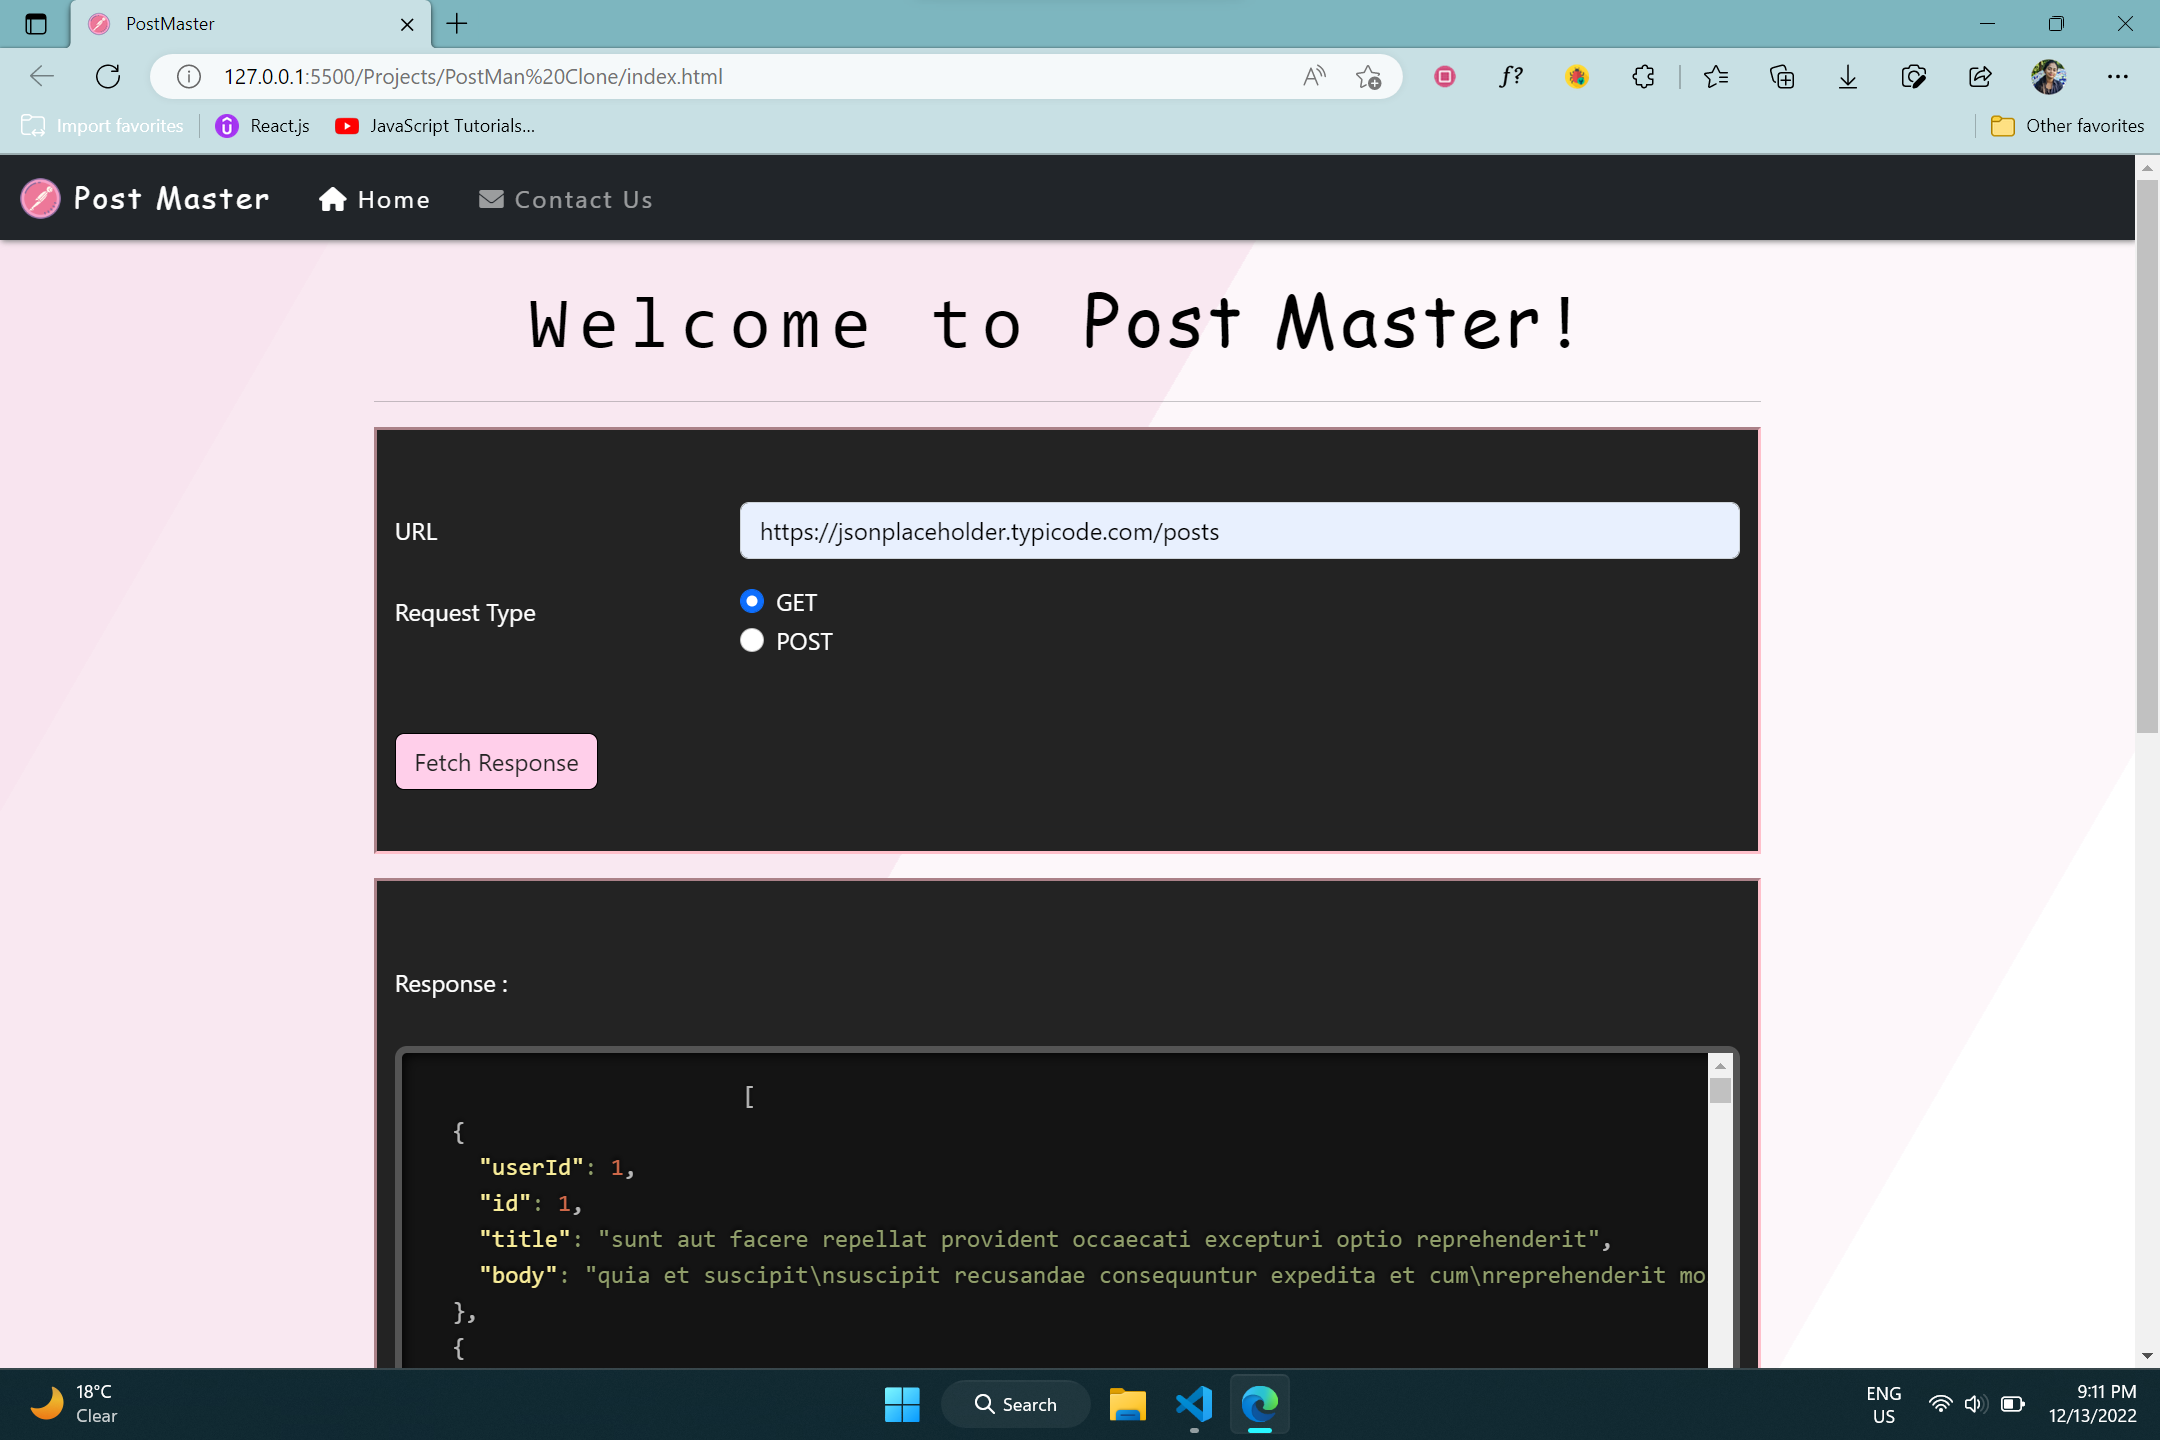 PostMaster
127.0.0.1:5500/Projects/PostMan%20Clone/index.html
f?
Import favorites
React.js
JavaScript Tutorials...
Other favorites
Post Master
Home
Contact Us
Welcome to Post Master!
URL
https://jsonplaceholder.typicode.com/posts
Request Type
GET
POST
Fetch Response
Response :
[
{
"userId": 1,
"id": 1,
"title": "sunt aut facere repellat provident occaecati excepturi optio reprehenderit",
"body": "quia et suscipit\nsuscipit recusandae consequuntur expedita et cum\nreprehenderit mo
},
{
18°C
Clear
Search
ENG
US
9:11 PM
12/13/2022